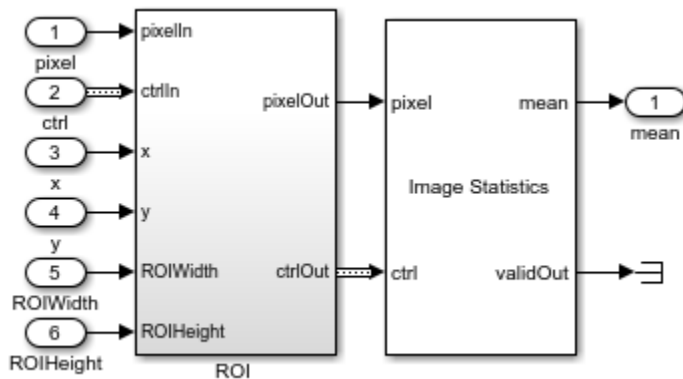 1
pixel
2
ctrl
3
x
4
y
5
ROIWidth
6
ROIHeight
pixelIn
ctrlIn
x
y
ROIWidth
ROIHeight
pixelOut
ctrlOut
ROI
pixel
ctrl
Image Statistics
mean
validOut
1
mean